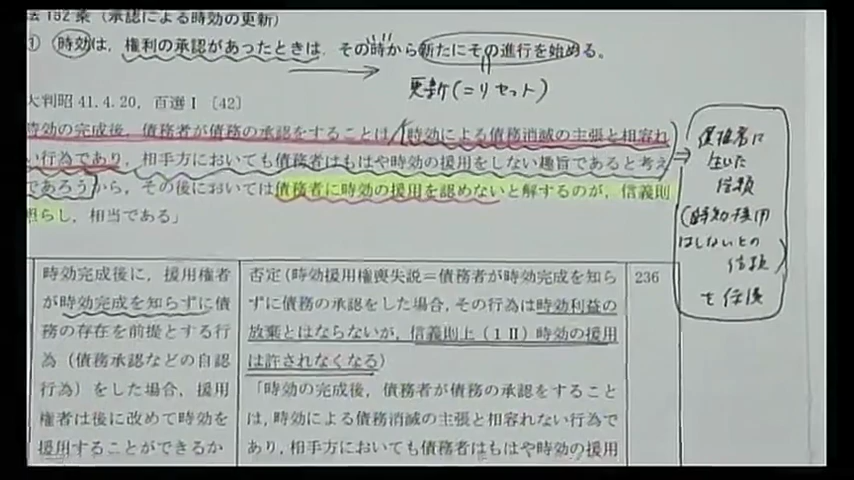 法152条（承認による時効の更新）
① 時効は，権利の承認があったときは，その時から新たにその進行を始める。
更新(＝リセット)
大判昭41.4.20，百選Ⅰ［42］
時効の完成後，債務者が債務の承認をすることは，時効による債務消滅の主張と相容れ
い行為であり，相手方においても債務者はもはや時効の援用をしない趣旨であると考え
であろうから，その後においては債務者に時効の援用を認めないと解するのが，信義則
照らし，相当である」
債権者に
生いた
信頼
(時効援用
はしないとの
信頼)
を保護
時効完成後に，援用権者
が時効完成を知らずに債
務の存在を前提とする行
為（債務承認などの自認
行為）をした場合，援用
権者は後に改めて時効を
援用することができるか
否定（時効援用権喪失説＝債務者が時効完成を知ら
ずに債務の承認をした場合，その行為は時効利益の
放棄とはならないが，信義則上（1Ⅱ）時効の援用
は許されなくなる）
「時効の完成後，債務者が債務の承認をすること
は，時効による債務消滅の主張と相容れない行為で
あり，相手方においても債務者はもはや時効の援用
236